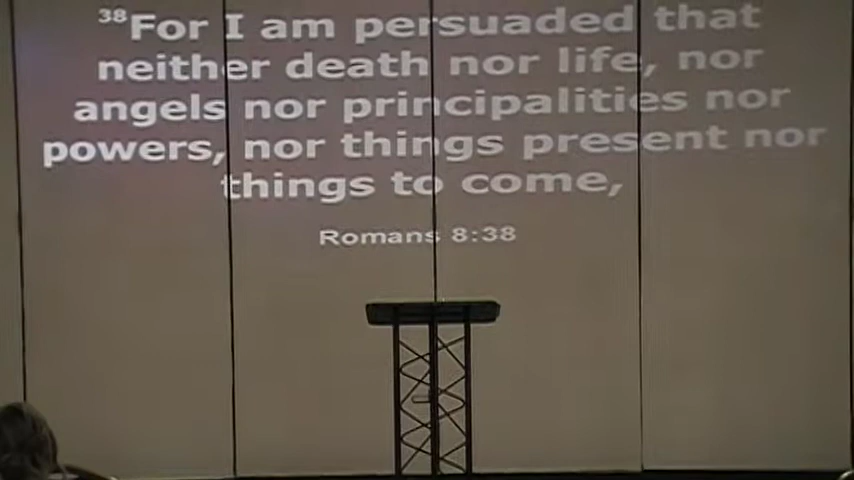 38For I am persuaded that
neither death nor life, nor
angels nor principalities nor
powers, nor things present nor
things to come,
Romans 8:38